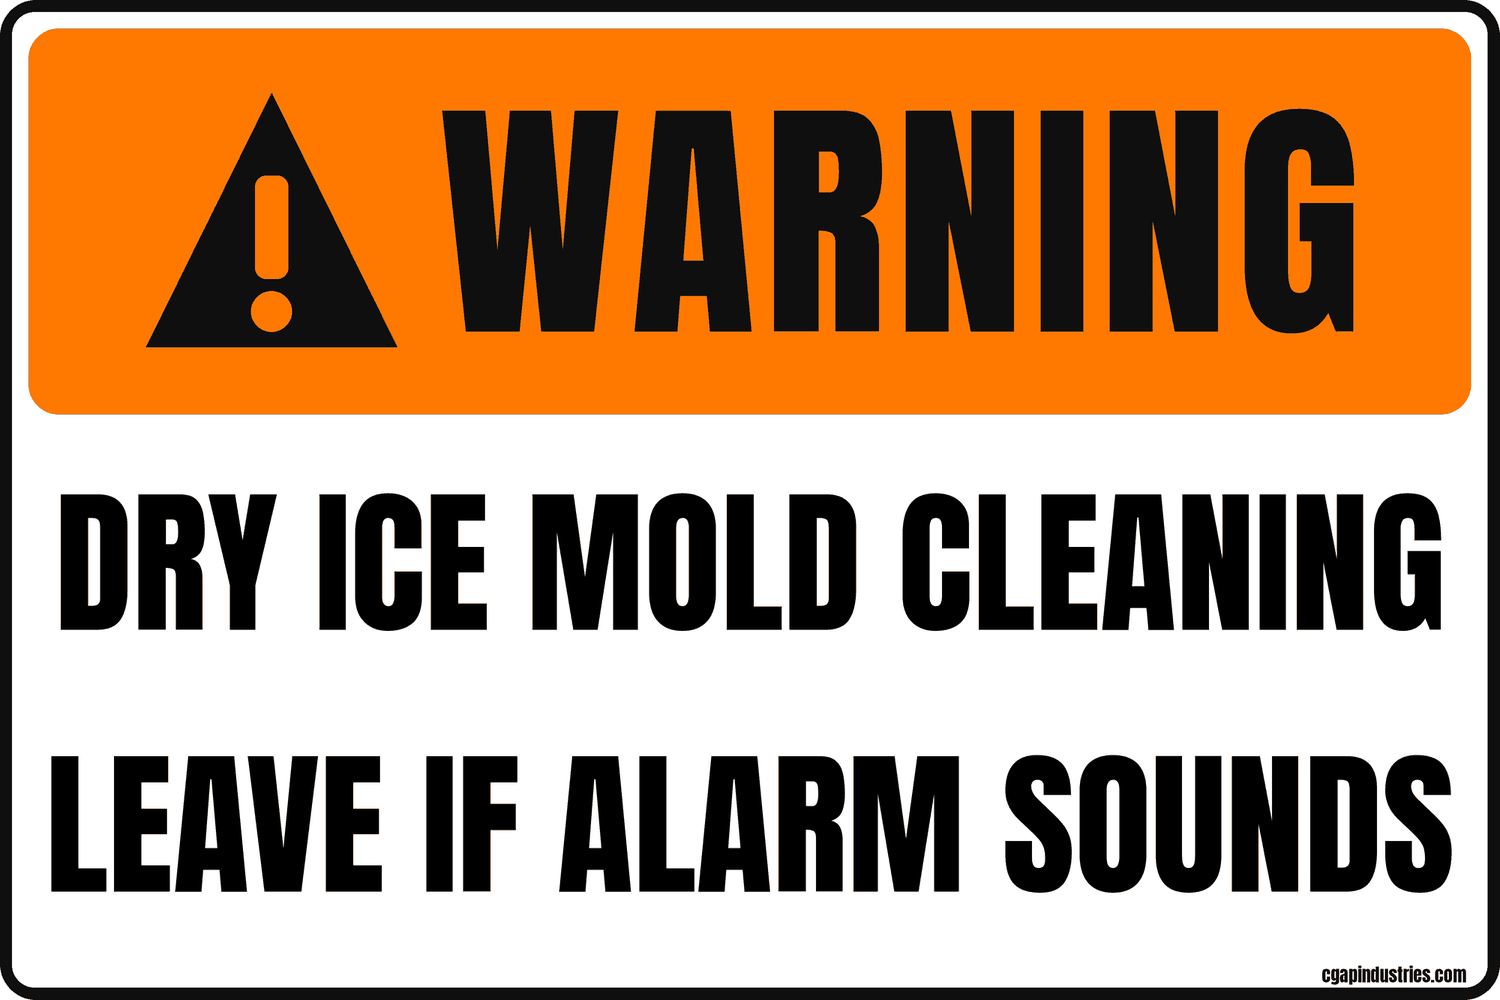 WARNING
DRY ICE MOLD CLEANING
LEAVE IF ALARM SOUNDS
cgapindustries.com